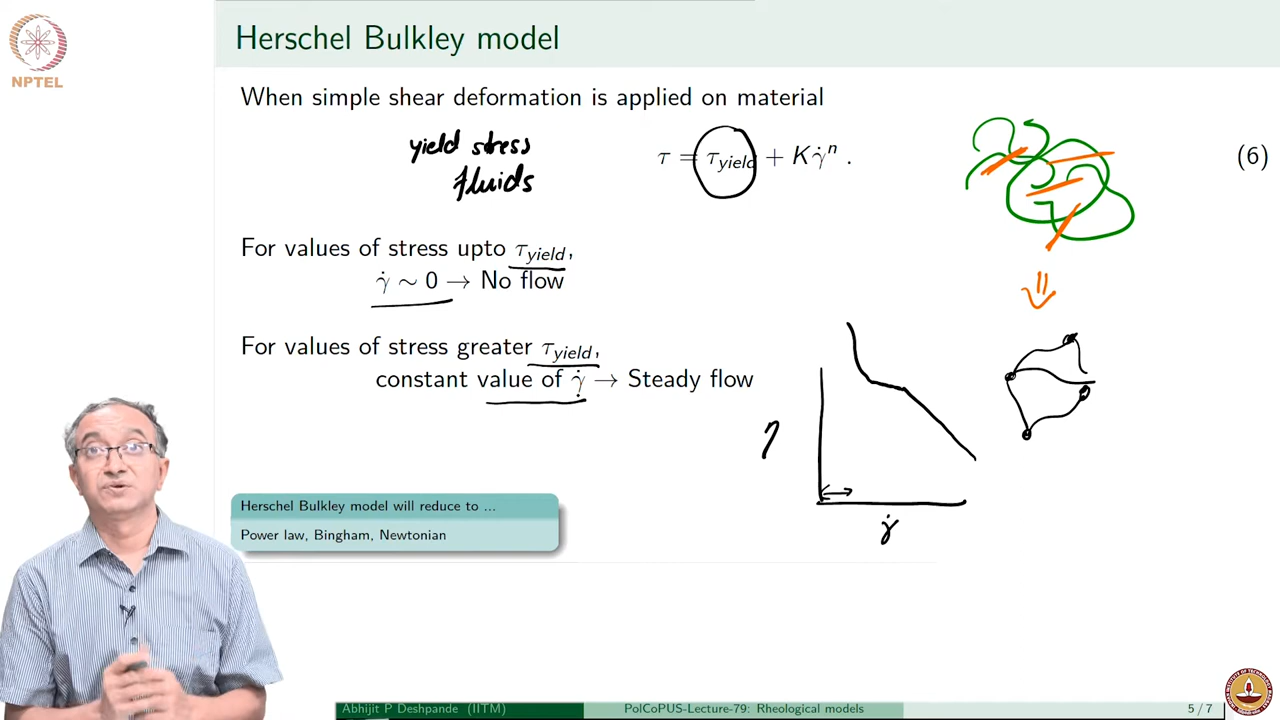 NPTEL
Herschel Bulkley model
When simple shear deformation is applied on material
yield stress
fluids
τ = τyield + Kγ̇ⁿ .
(6)
For values of stress upto τyield,
γ̇ ∼ 0 → No flow
For values of stress greater τyield,
constant value of γ̇ → Steady flow
η
γ̇
Herschel Bulkley model will reduce to ...
Power law, Bingham, Newtonian
Abhijit P Deshpande (IITM)
PolCoPUS-Lecture-79: Rheological models
5 / 7